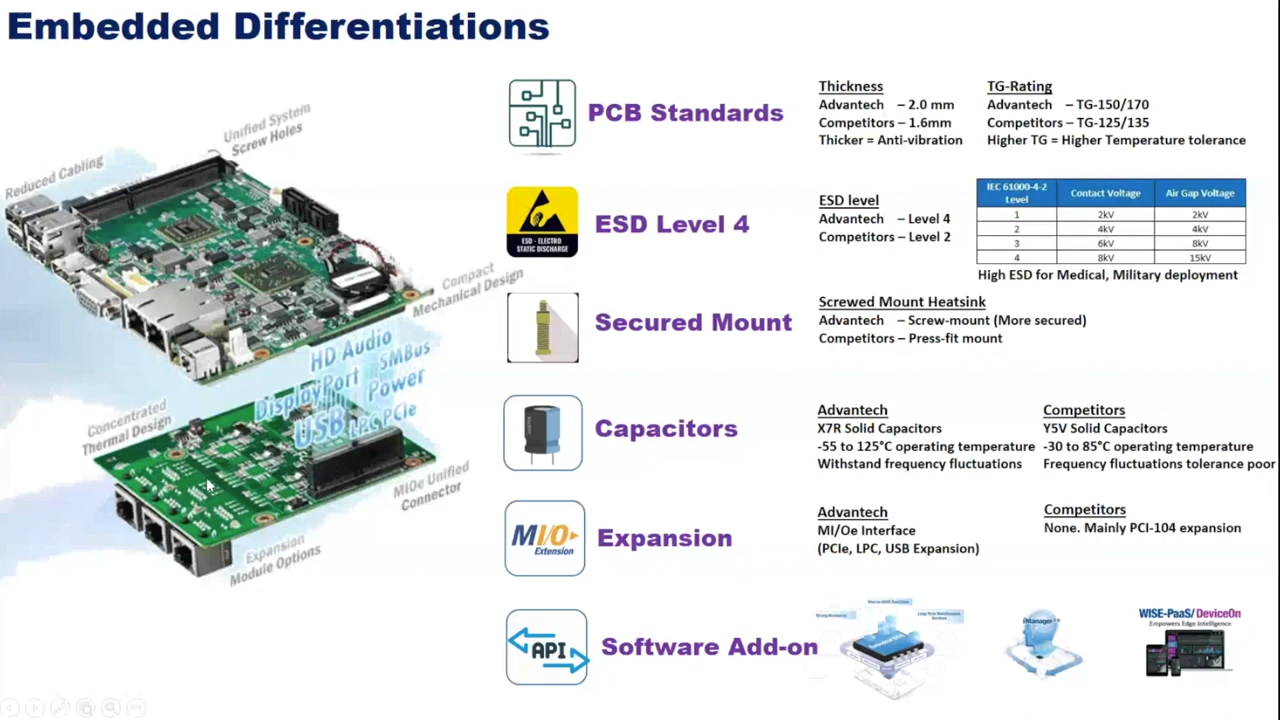 Embedded Differentiations
Reduced Cabling
Unified System
Screw Holes
Compact
Mechanical Design
HD Audio
SMBus
DisplayPort
Power
USB
LPC
PCIe
Concentrated
Thermal Design
MIOe Unified
Connector
Expansion
Module Options
PCB Standards
Thickness
Advantech – 2.0 mm
Competitors – 1.6mm
Thicker = Anti-vibration
TG-Rating
Advantech – TG-150/170
Competitors – TG-125/135
Higher TG = Higher Temperature tolerance
ESD - ELECTRO
STATIC DISCHARGE
ESD Level 4
ESD level
Advantech – Level 4
Competitors – Level 2
IEC 61000-4-2 Contact Voltage Air Gap Voltage
Level
1 2kV 2kV
2 4kV 4kV
3 6kV 8kV
4 8kV 15kV
High ESD for Medical, Military deployment
Secured Mount
Screwed Mount Heatsink
Advantech – Screw-mount (More secured)
Competitors – Press-fit mount
Capacitors
Advantech
X7R Solid Capacitors
-55 to 125°C operating temperature
Withstand frequency fluctuations
Competitors
Y5V Solid Capacitors
-30 to 85°C operating temperature
Frequency fluctuations tolerance poor
MI/O
Extension
Expansion
Advantech
MI/Oe Interface
(PCIe, LPC, USB Expansion)
Competitors
None. Mainly PCI-104 expansion
API
Software Add-on
iManager
WISE-PaaS/ DeviceOn
Empowers Edge Intelligence